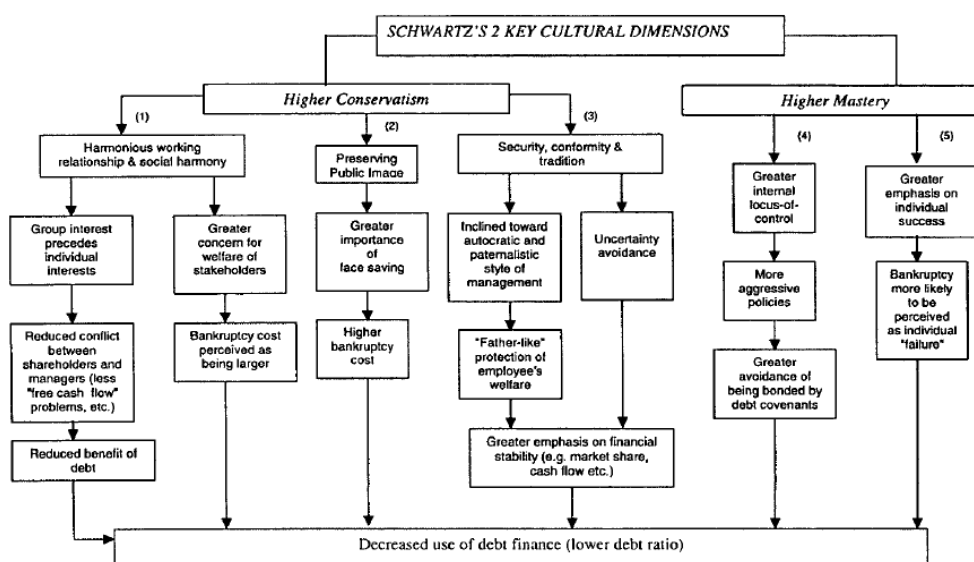 SCHWARTZ'S 2 KEY CULTURAL DIMENSIONS
Higher Conservatism
Higher Mastery
(1)
(2)
(3)
(4)
(5)
Harmonious working
relationship & social harmony
Preserving
Public Image
Security, conformity &
tradition
Greater
internal
locus-of-
control
Greater
emphasis on
individual
success
Group interest
precedes
individual
interests
Greater
concern for
welfare of
stakeholders
Greater
importance
of
face saving
Inclined toward
autocratic and
paternalistic
style of
management
Uncertainty
avoidance
More
aggressive
policies
Bankruptcy
more likely
to be
perceived
as individual
"failure"
Reduced conflict
between
shareholders and
managers (less
"free cash flow"
problems, etc.)
Bankruptcy cost
perceived as
being larger
Higher
bankruptcy
cost
"Father-like"
protection of
employee's
welfare
Greater
avoidance of
being bonded by
debt covenants
Reduced benefit of
debt
Greater emphasis on financial
stability (e.g. market share,
cash flow etc.)
Decreased use of debt finance (lower debt ratio)